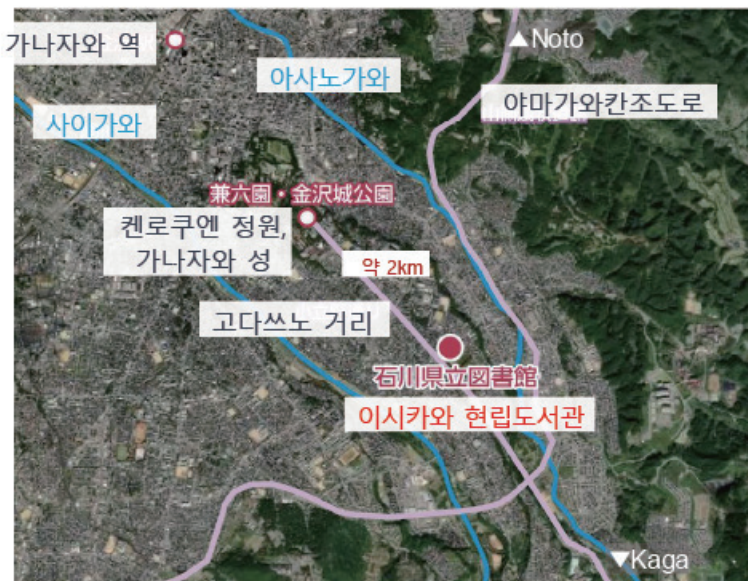 가나자와 역
▲Noto
아사노가와
야마가와칸조도로
사이가와
兼六園・金沢城公園
켄로쿠엔 정원,
가나자와 성
약 2km
고다쓰노 거리
石川県立図書館
이시카와 현립도서관
▼Kaga